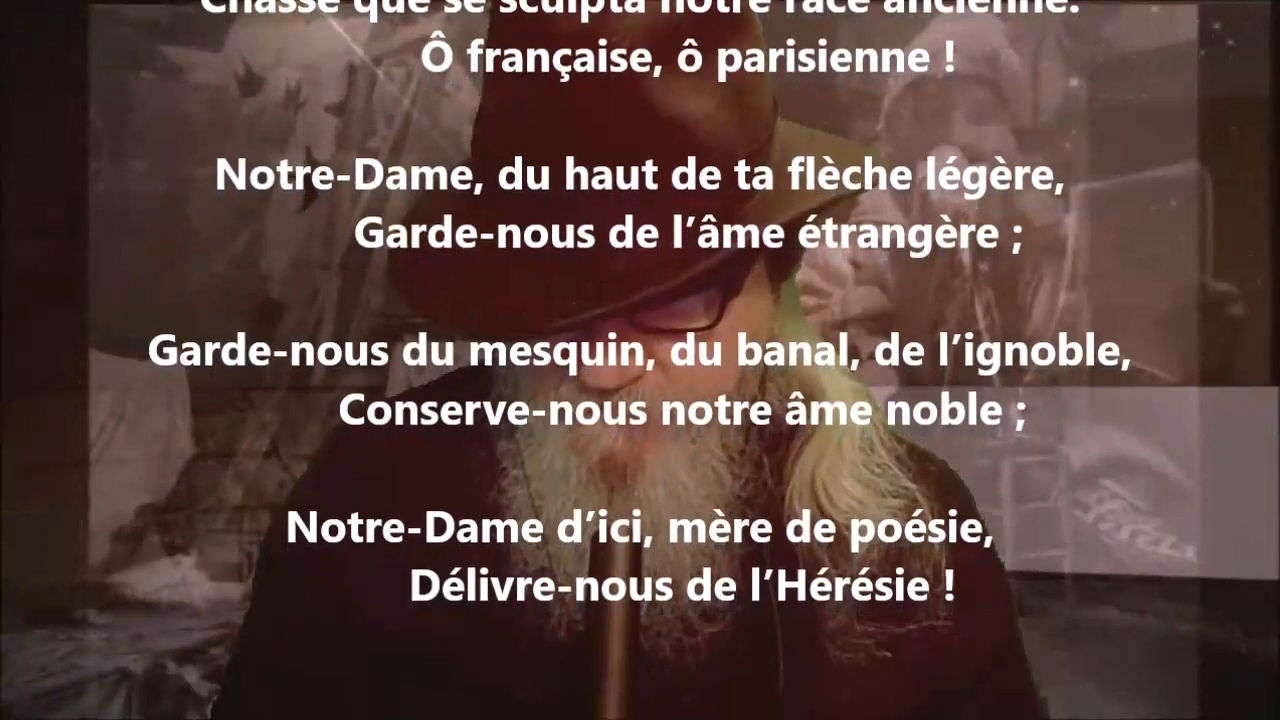 Châsse que se sculpta notre race ancienne.
Ô française, ô parisienne !
Notre-Dame, du haut de ta flèche légère,
Garde-nous de l’âme étrangère ;
Garde-nous du mesquin, du banal, de l’ignoble,
Conserve-nous notre âme noble ;
Notre-Dame d’ici, mère de poésie,
Délivre-nous de l’Hérésie !